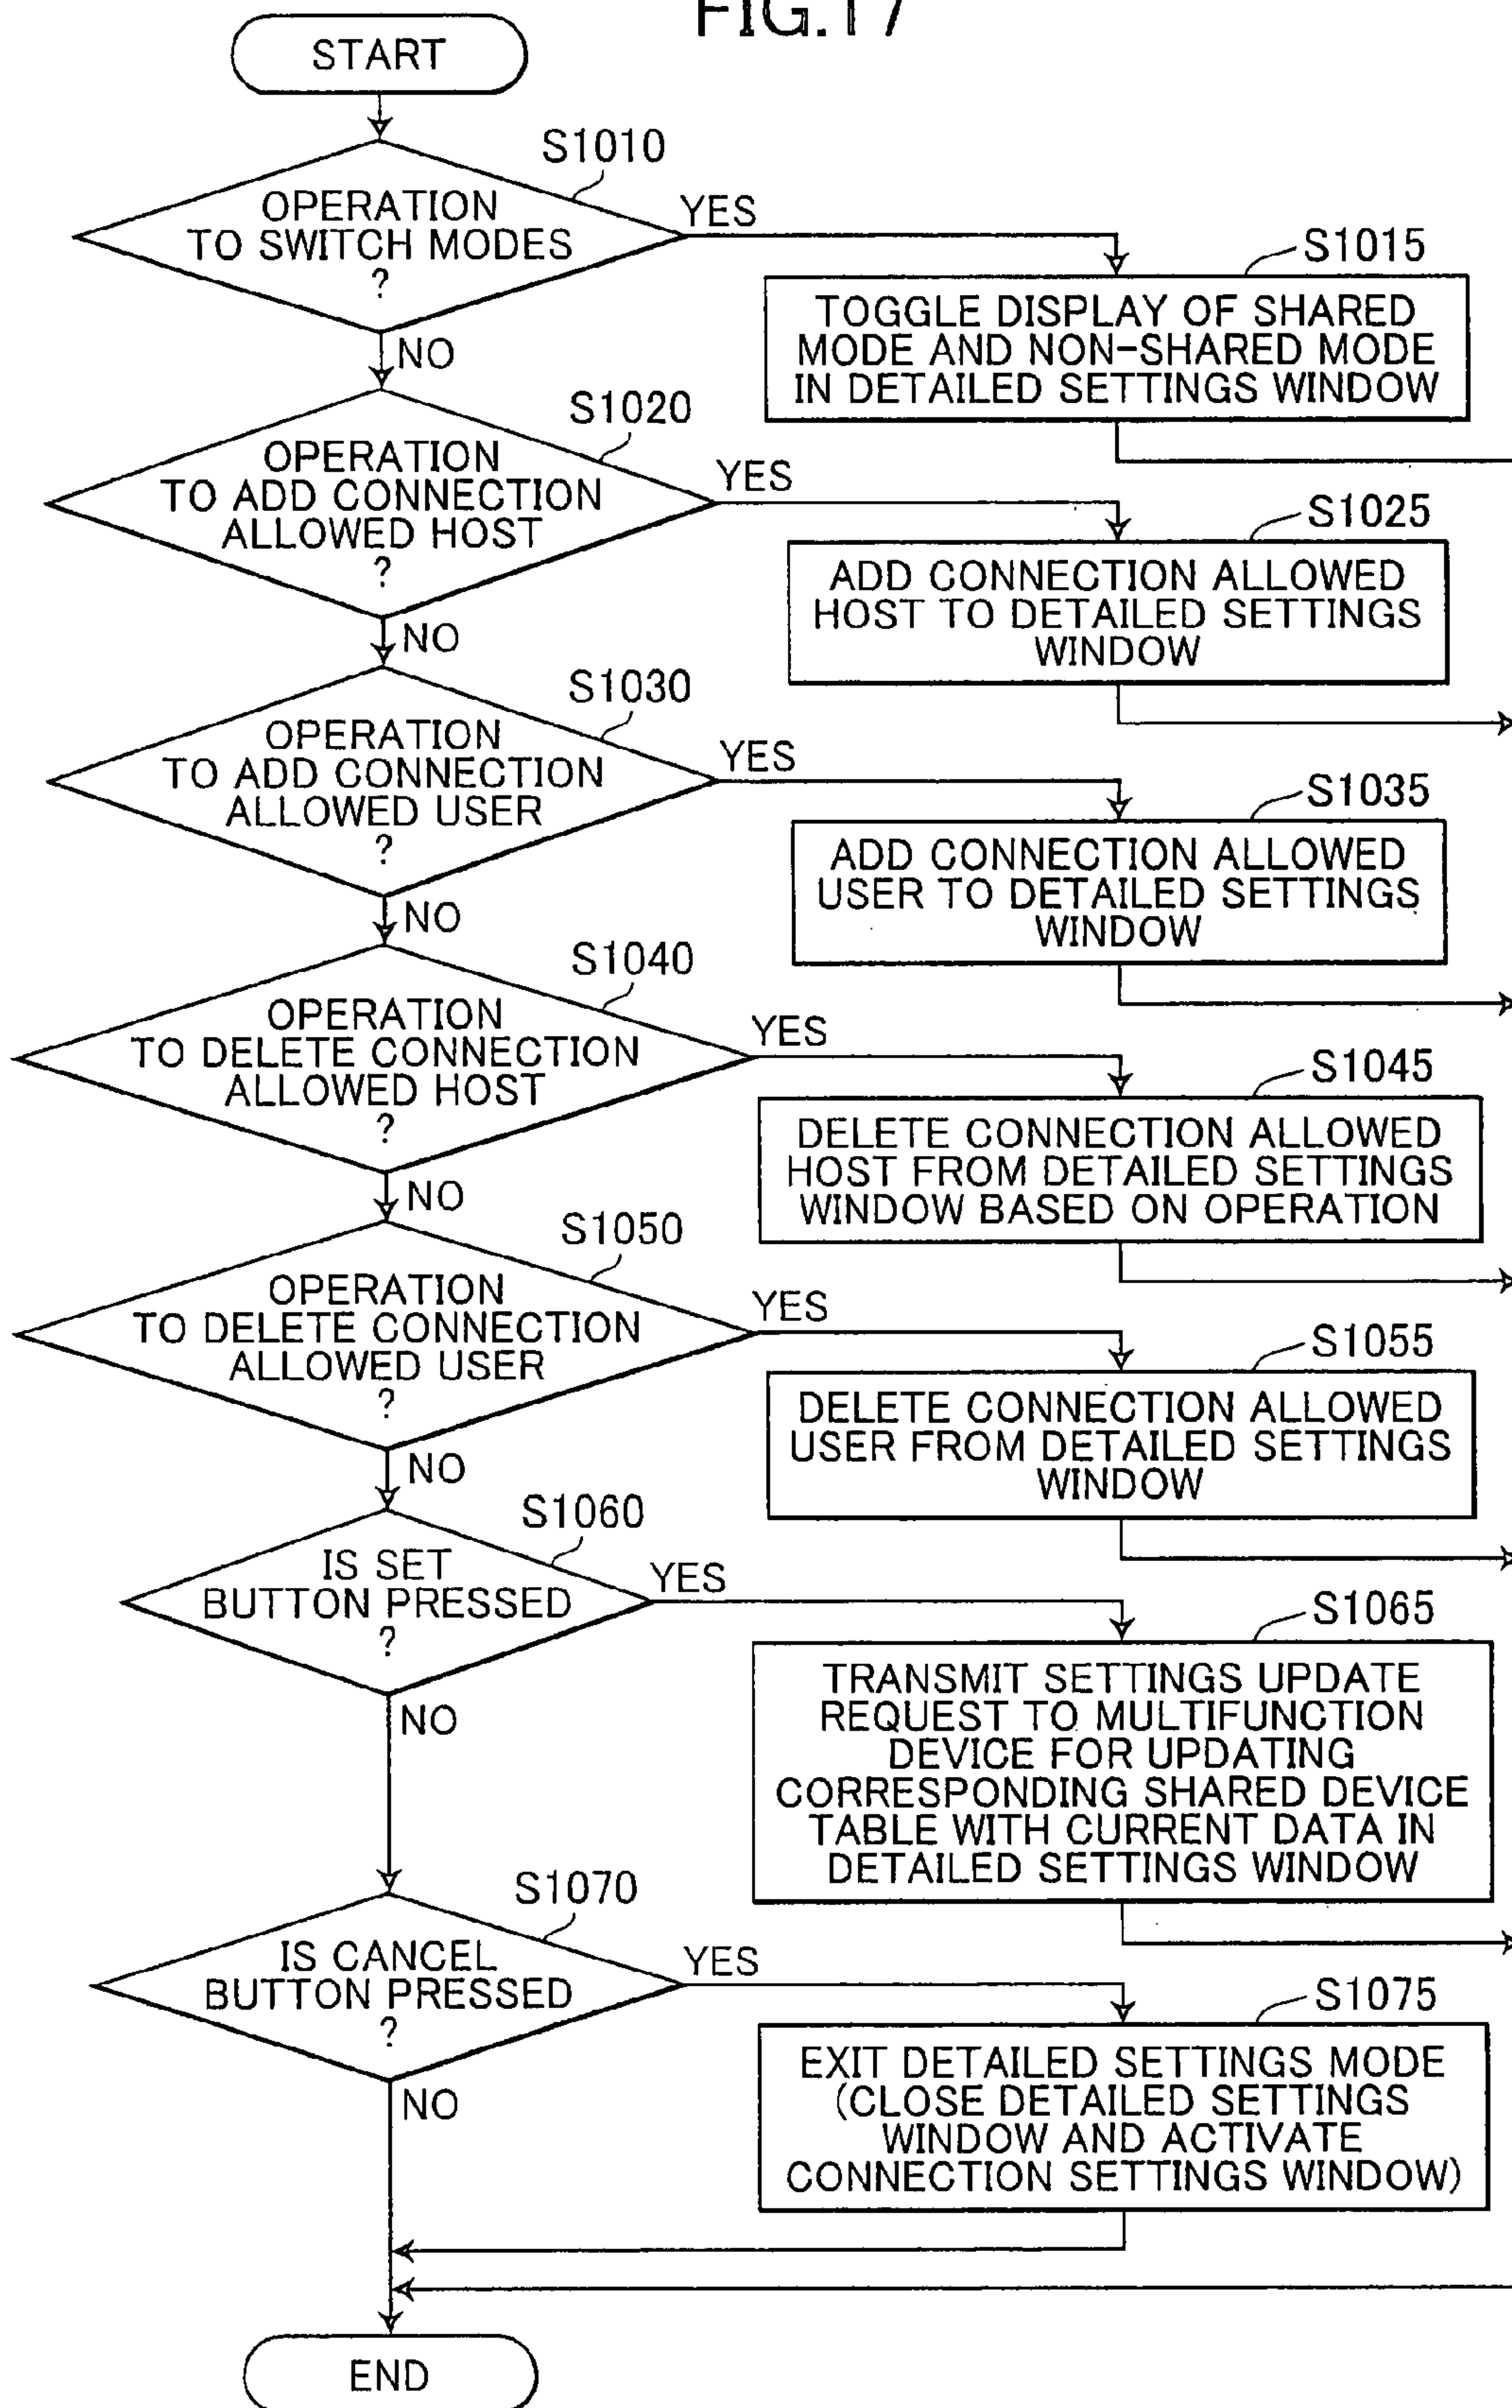 FIG.17
START
S1010
OPERATION
TO SWITCH MODES
?
YES
NO
S1015
TOGGLE DISPLAY OF SHARED
MODE AND NON-SHARED MODE
IN DETAILED SETTINGS WINDOW
S1020
OPERATION
TO ADD CONNECTION
ALLOWED HOST
?
YES
NO
S1025
ADD CONNECTION ALLOWED
HOST TO DETAILED SETTINGS
WINDOW
S1030
OPERATION
TO ADD CONNECTION
ALLOWED USER
?
YES
NO
S1035
ADD CONNECTION ALLOWED
USER TO DETAILED SETTINGS
WINDOW
S1040
OPERATION
TO DELETE CONNECTION
ALLOWED HOST
?
YES
NO
S1045
DELETE CONNECTION ALLOWED
HOST FROM DETAILED SETTINGS
WINDOW BASED ON OPERATION
S1050
OPERATION
TO DELETE CONNECTION
ALLOWED USER
?
YES
NO
S1055
DELETE CONNECTION ALLOWED
USER FROM DETAILED SETTINGS
WINDOW
S1060
IS SET
BUTTON PRESSED
?
YES
NO
S1065
TRANSMIT SETTINGS UPDATE
REQUEST TO MULTIFUNCTION
DEVICE FOR UPDATING
CORRESPONDING SHARED DEVICE
TABLE WITH CURRENT DATA IN
DETAILED SETTINGS WINDOW
S1070
IS CANCEL
BUTTON PRESSED
?
YES
NO
S1075
EXIT DETAILED SETTINGS MODE
(CLOSE DETAILED SETTINGS
WINDOW AND ACTIVATE
CONNECTION SETTINGS WINDOW)
END